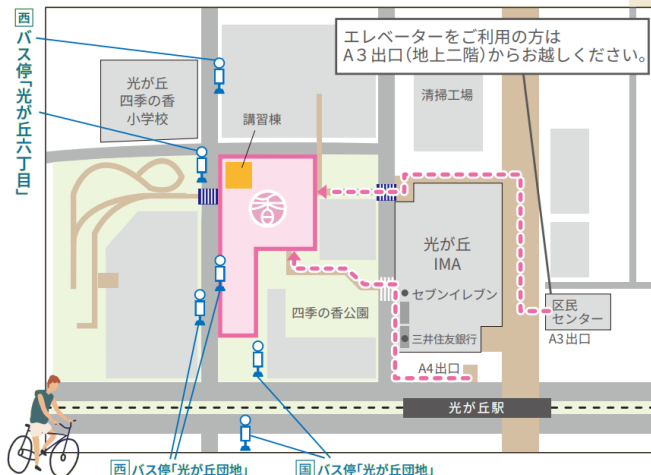 西
バス停「光が丘六丁目」
エレベーターをご利用の方は
A3出口(地上二階)からお越しください。
光が丘
四季の香
小学校
清掃工場
講習棟
香
光が丘
IMA
セブンイレブン
区民
センター
四季の香公園
三井住友銀行
A3出口
A4出口
光が丘駅
西 バス停「光が丘団地」
国 バス停「光が丘団地」